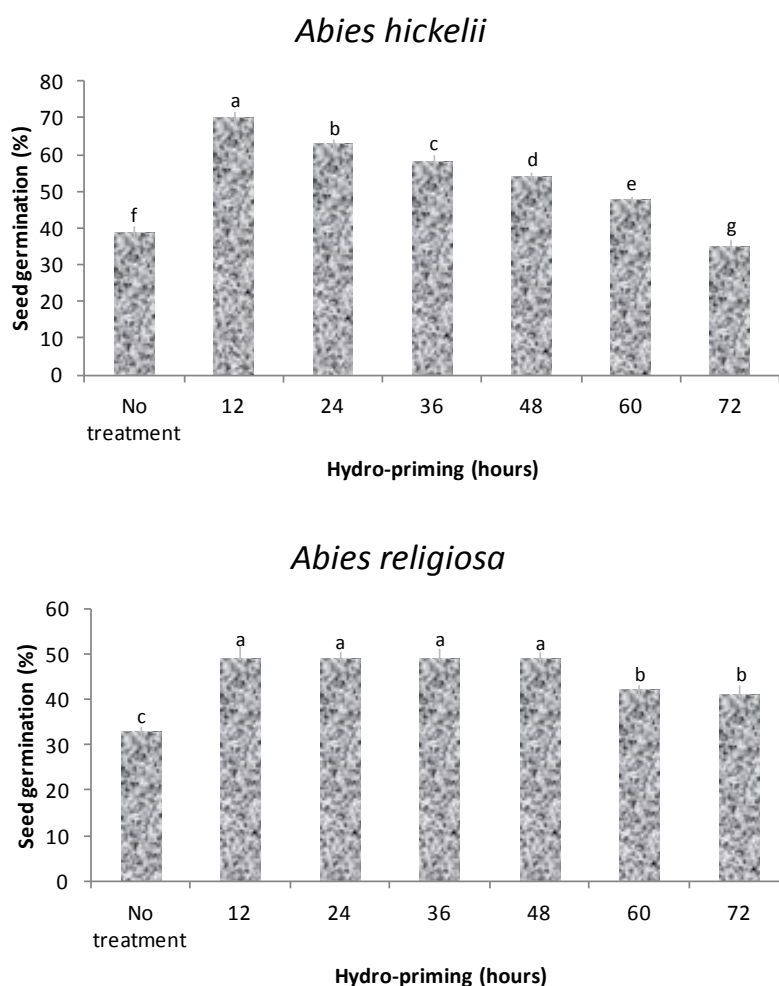 Abies hickelii
Seed germination (%)
80
70
60
50
40
30
20
10
0
f
a
b
c
d
e
g
No treatment
12
24
36
48
60
72
Hydro-priming (hours)
Abies religiosa
Seed germination (%)
60
50
40
30
20
10
0
c
a
a
a
a
b
b
No treatment
12
24
36
48
60
72
Hydro-priming (hours)